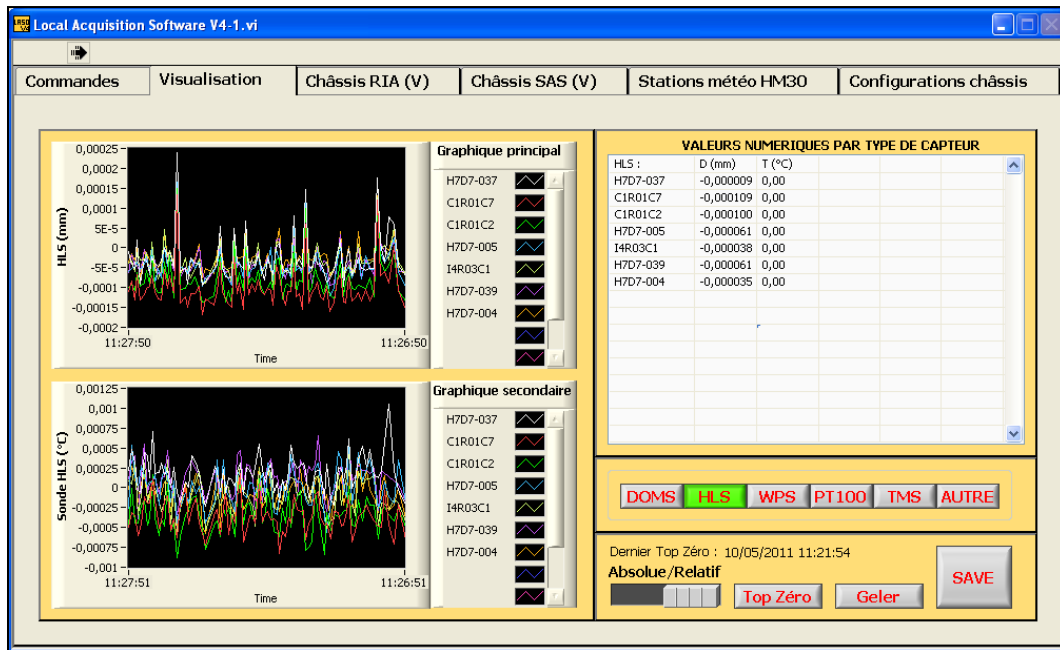 Local Acquisition Software V4-1.vi
Commandes Visualisation Châssis RIA (V) Châssis SAS (V) Stations météo HM30 Configurations châssis
Graphique principal
HLS (mm)
0,00025
0,0002
0,00015
0,0001
5E-5
0
-5E-5
-0,0001
-0,00015
-0,0002
11:27:50 11:26:50
Time
H7D7-037
C1R01C7
C1R01C2
H7D7-005
I4R03C1
H7D7-039
H7D7-004
Graphique secondaire
Sonde HLS (°C)
0,00125
0,001
0,00075
0,0005
0,00025
0
-0,00025
-0,0005
-0,00075
-0,001
11:27:51 11:26:51
Time
H7D7-037
C1R01C7
C1R01C2
H7D7-005
I4R03C1
H7D7-039
H7D7-004
VALEURS NUMERIQUES PAR TYPE DE CAPTEUR
HLS : D (mm) T (°C)
H7D7-037 -0,000009 0,00
C1R01C7 -0,000109 0,00
C1R01C2 -0,000100 0,00
H7D7-005 -0,000061 0,00
I4R03C1 -0,000038 0,00
H7D7-039 -0,000061 0,00
H7D7-004 -0,000035 0,00
DOMS HLS WPS PT100 TMS AUTRE
Dernier Top Zéro : 10/05/2011 11:21:54
Absolue/Relatif
Top Zéro Geler SAVE